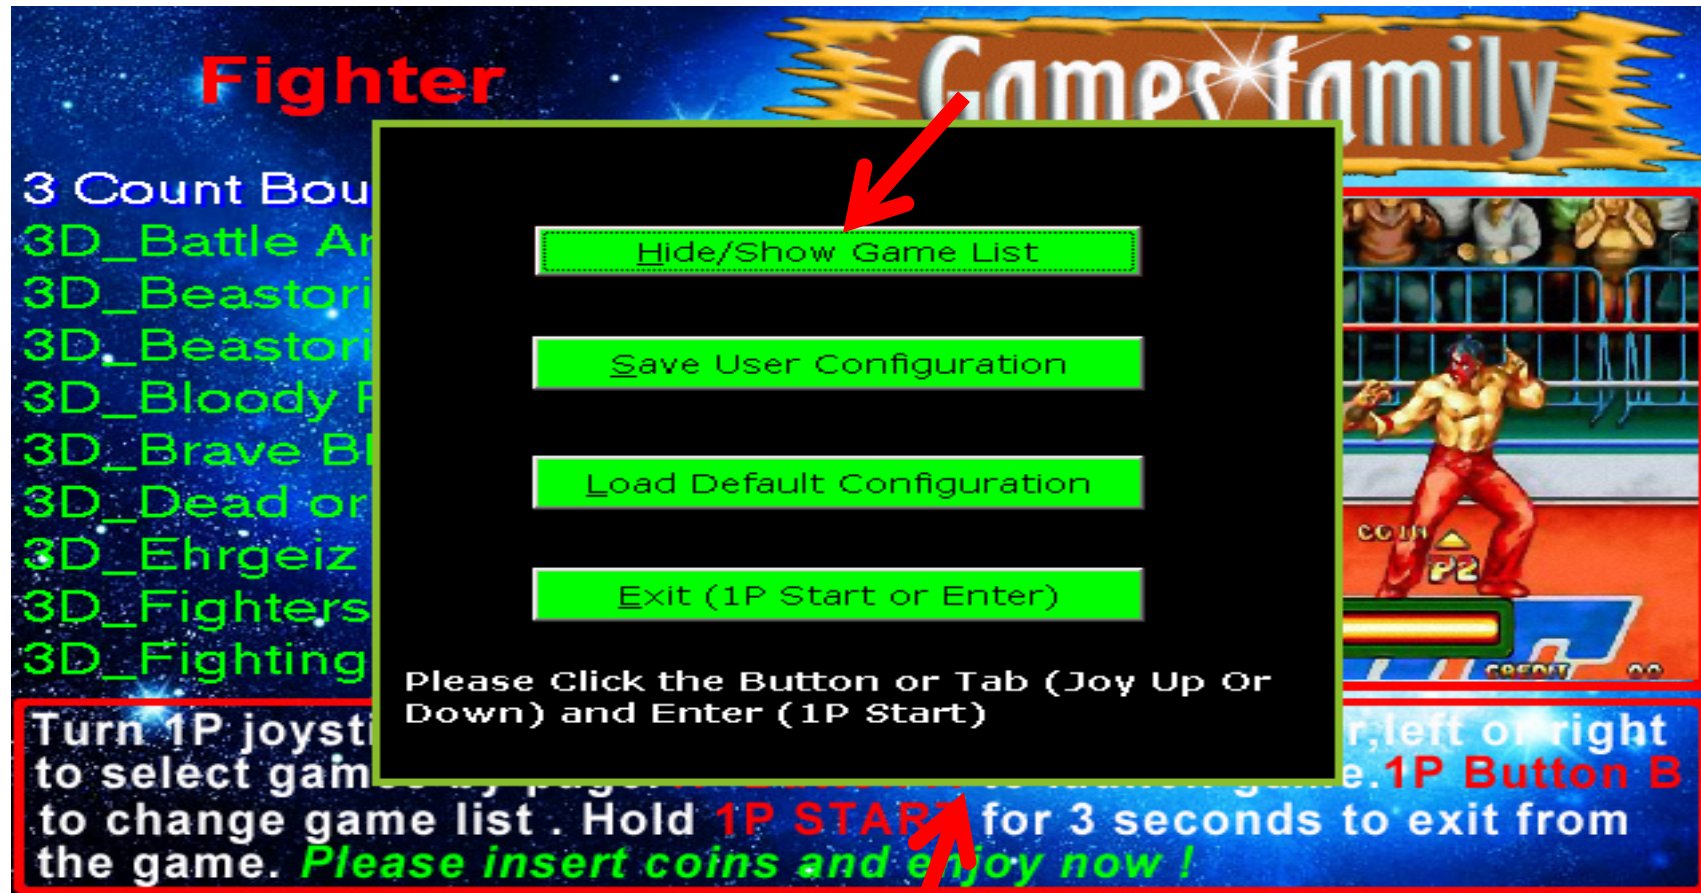 Fighter
Games family
3 Count Bou
3D_Battle Ar
3D_Beastori
3D_Beastori
3D_Bloody
3D_Brave Bl
3D_Dead or
3D_Ehrgeiz
3D_Fighters
3D_Fighting
Hide/Show Game List
Save User Configuration
Load Default Configuration
Exit (1P Start or Enter)
Please Click the Button or Tab (Joy Up Or
Down) and Enter (1P Start)
COIN
P2
CREDIT 00
Turn 1P joysti r,left or right
to select gam e.1P Button B
to change game list . Hold 1P START for 3 seconds to exit from
the game. Please insert coins and enjoy now !